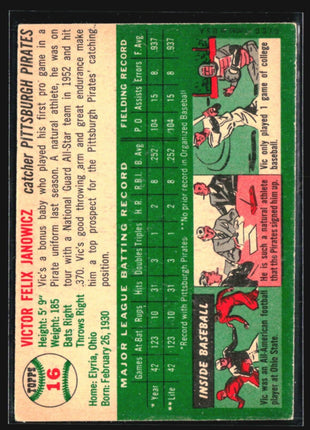 TOPPS
16
VICTOR FELIX JANOWICZ
catcher PITTSBURGH PIRATES
Height: 5' 9"
Weight: 185
Bats Right
Throws Right
Home: Elyria, Ohio
Born: February 26, 1930
Vic's a bonus baby who played his first pro game in a
Pirate uniform last season. A natural athlete, he was on
tour with a National Guard All-Star team in 1952 and hit
.370. Vic's good throwing arm and great endurance make
him a top prospect for the Pittsburgh Pirates' catching
position.
MAJOR LEAGUE BATTING RECORD
FIELDING RECORD
Games At-Bat Runs Hits Doubles Triples H.R. R.B.I. B. Avg. P.O. Assists Errors F. Avg.
* Year 42 123 10 31 3 1 2 8 .252 104 15 8 .937
**Life 42 123 10 31 3 1 2 8 .252 104 15 8 .937
*Record with Pittsburgh Pirates **No prior record in Organized Baseball
INSIDE BASEBALL
Vic was an All-American football
player at Ohio State.
He is such a natural athlete
that the Pirates signed him up.
Vic only played 1 game of college
baseball.